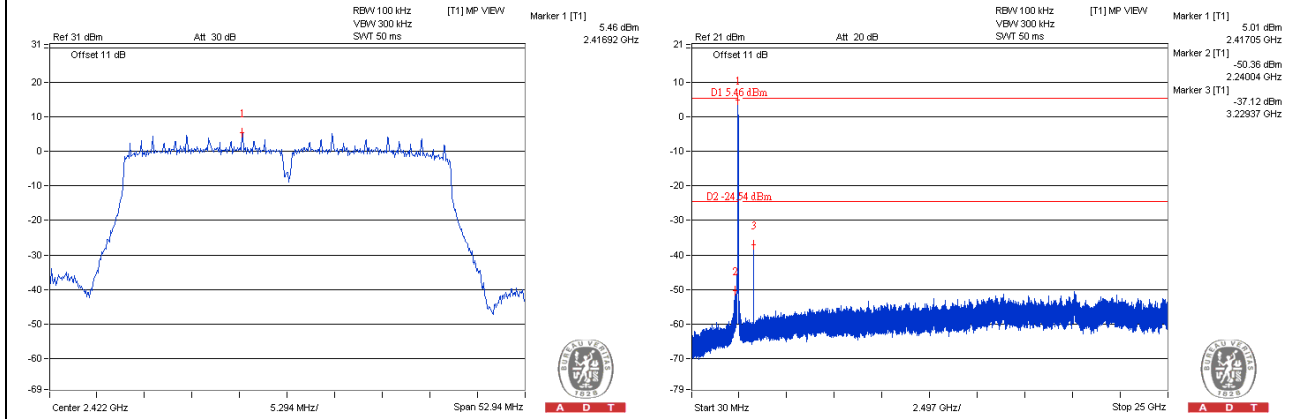 RBW 100 kHz
[T1] MP VIEW
VBW 300 kHz
Ref 31 dBm
Att 30 dB
SWT 50 ms
Marker 1 [T1]
5.46 dBm
2.41692 GHz
31
Offset 11 dB
20
10
0
-10
-20
-30
-40
-50
-60
-69
1
Center 2.422 GHz
5.294 MHz/
Span 52.94 MHz
BUREAU VERITAS
1828
A D T
RBW 100 kHz
[T1] MP VIEW
VBW 300 kHz
Ref 21 dBm
Att 20 dB
SWT 50 ms
Marker 1 [T1]
5.01 dBm
2.41705 GHz
Marker 2 [T1]
-50.36 dBm
2.24004 GHz
Marker 3 [T1]
-37.12 dBm
3.22937 GHz
21
Offset 11 dB
10
0
-10
-20
-30
-40
-50
-60
-70
-79
1
D1 5.46 dBm
D2 -24.54 dBm
3
2
Start 30 MHz
2.497 GHz/
Stop 25 GHz
BUREAU VERITAS
1828
A D T